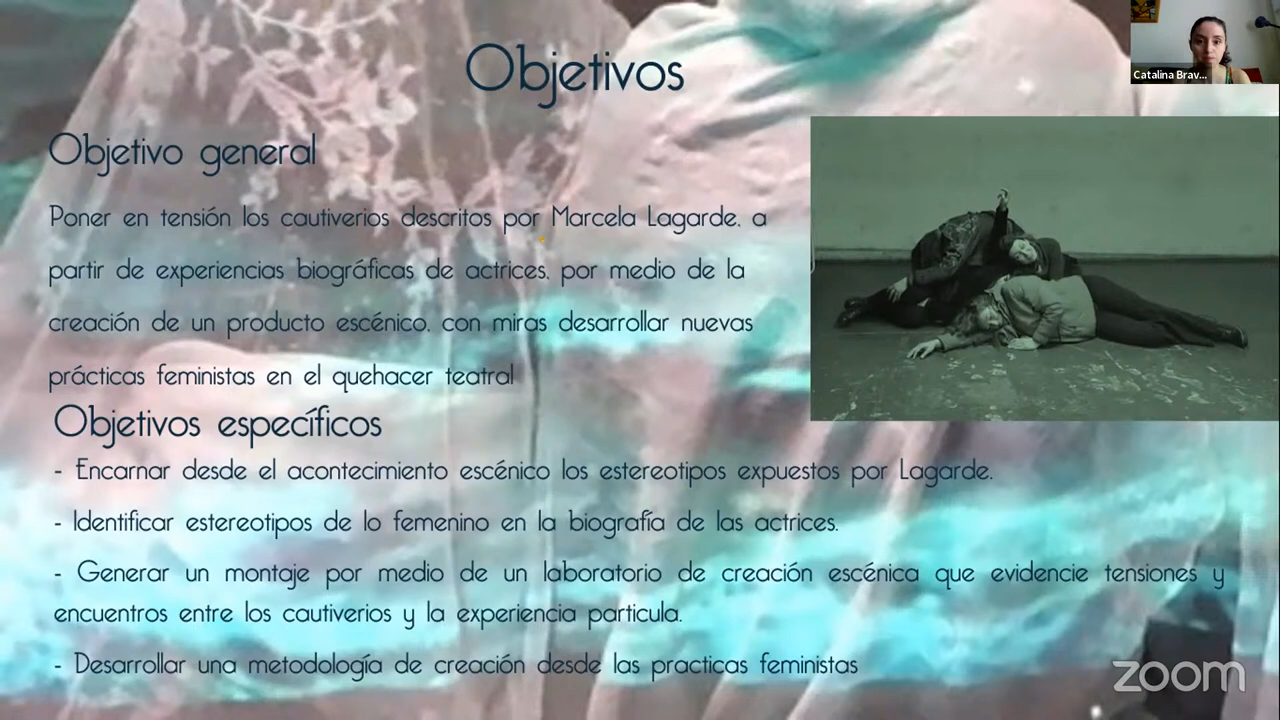 Objetivos
Catalina Brav...
Objetivo general
Poner en tensión los cautiverios descritos por Marcela Lagarde, a
partir de experiencias biográficas de actrices, por medio de la
creación de un producto escénico, con miras desarrollar nuevas
prácticas feministas en el quehacer teatral
Objetivos específicos
- Encarnar desde el acontecimiento escénico los estereotipos expuestos por Lagarde.
- Identificar estereotipos de lo femenino en la biografía de las actrices.
- Generar un montaje por medio de un laboratorio de creación escénica que evidencie tensiones y
encuentros entre los cautiverios y la experiencia particula.
- Desarrollar una metodología de creación desde las practicas feministas
zoom